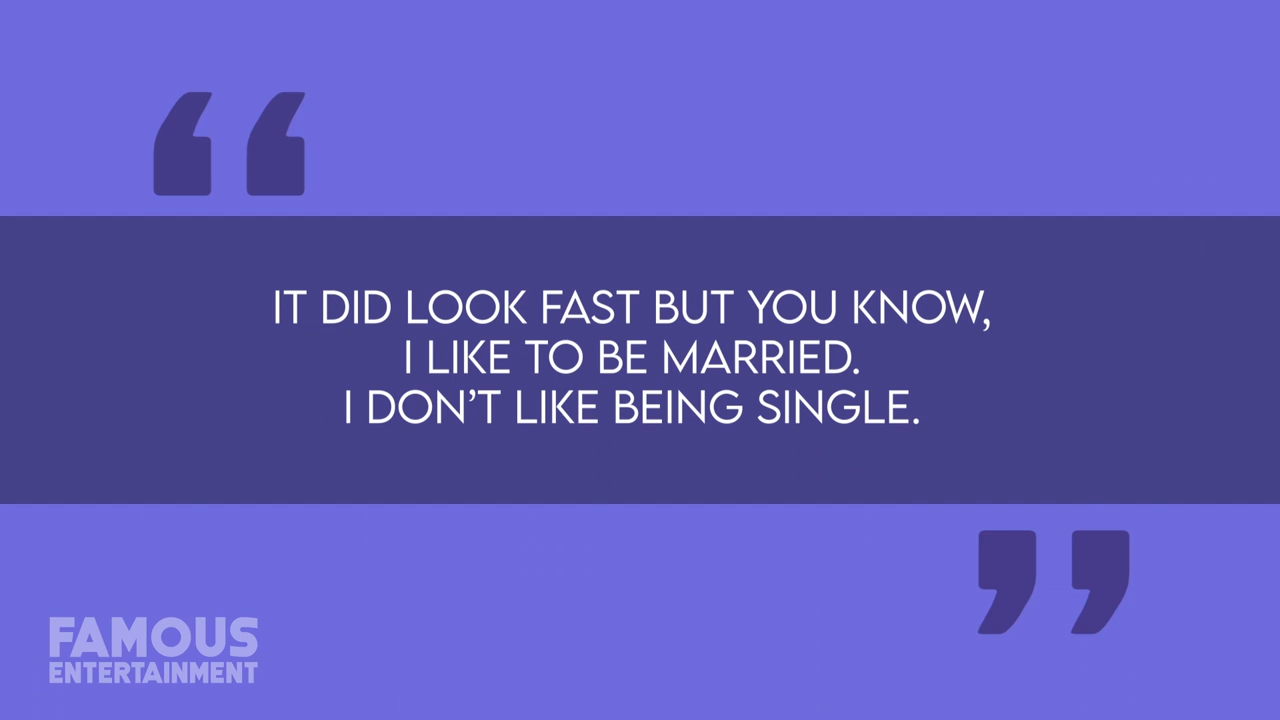 IT DID LOOK FAST BUT YOU KNOW,
I LIKE TO BE MARRIED.
I DON’T LIKE BEING SINGLE.
FAMOUS
ENTERTAINMENT